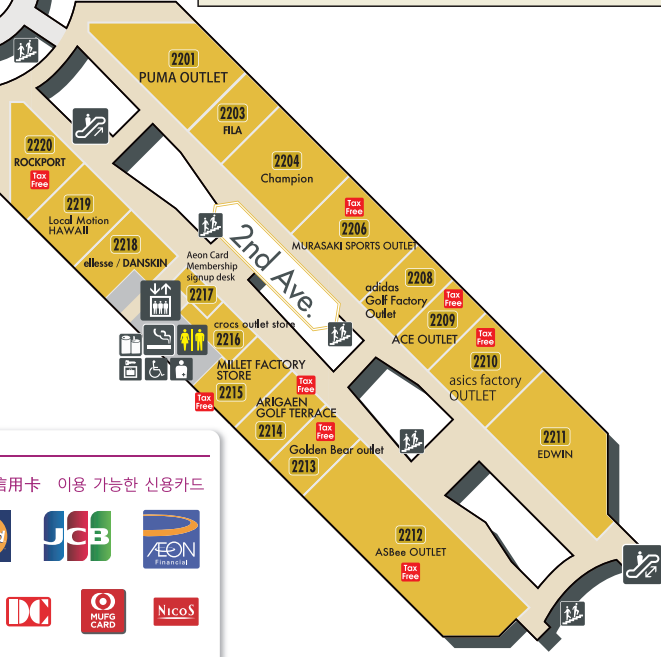 2201
PUMA OUTLET
2203
FILA
2204
Champion
Tax
Free
2206
MURASAKI SPORTS OUTLET
2220
ROCKPORT
Tax
Free
2219
Local Motion
HAWAII
2218
ellesse / DANSKIN
Aeon Card
Membership
signup desk
2217
2nd Ave.
2208
adidas
Golf Factory
Outlet
Tax
Free
2209
ACE OUTLET
Tax
Free
2210
asics factory
OUTLET
2211
EDWIN
crocs outlet store
2216
MILLET FACTORY
STORE
2215
Tax
Free
Tax
Free
ARIGAEN
GOLF TERRACE
2214
Tax
Free
Golden Bear outlet
2213
2212
ASBee OUTLET
Tax
Free
信用卡 이용 가능한 신용카드
JCB
ÆON
Financial
DC
MUFG
CARD
NICOS